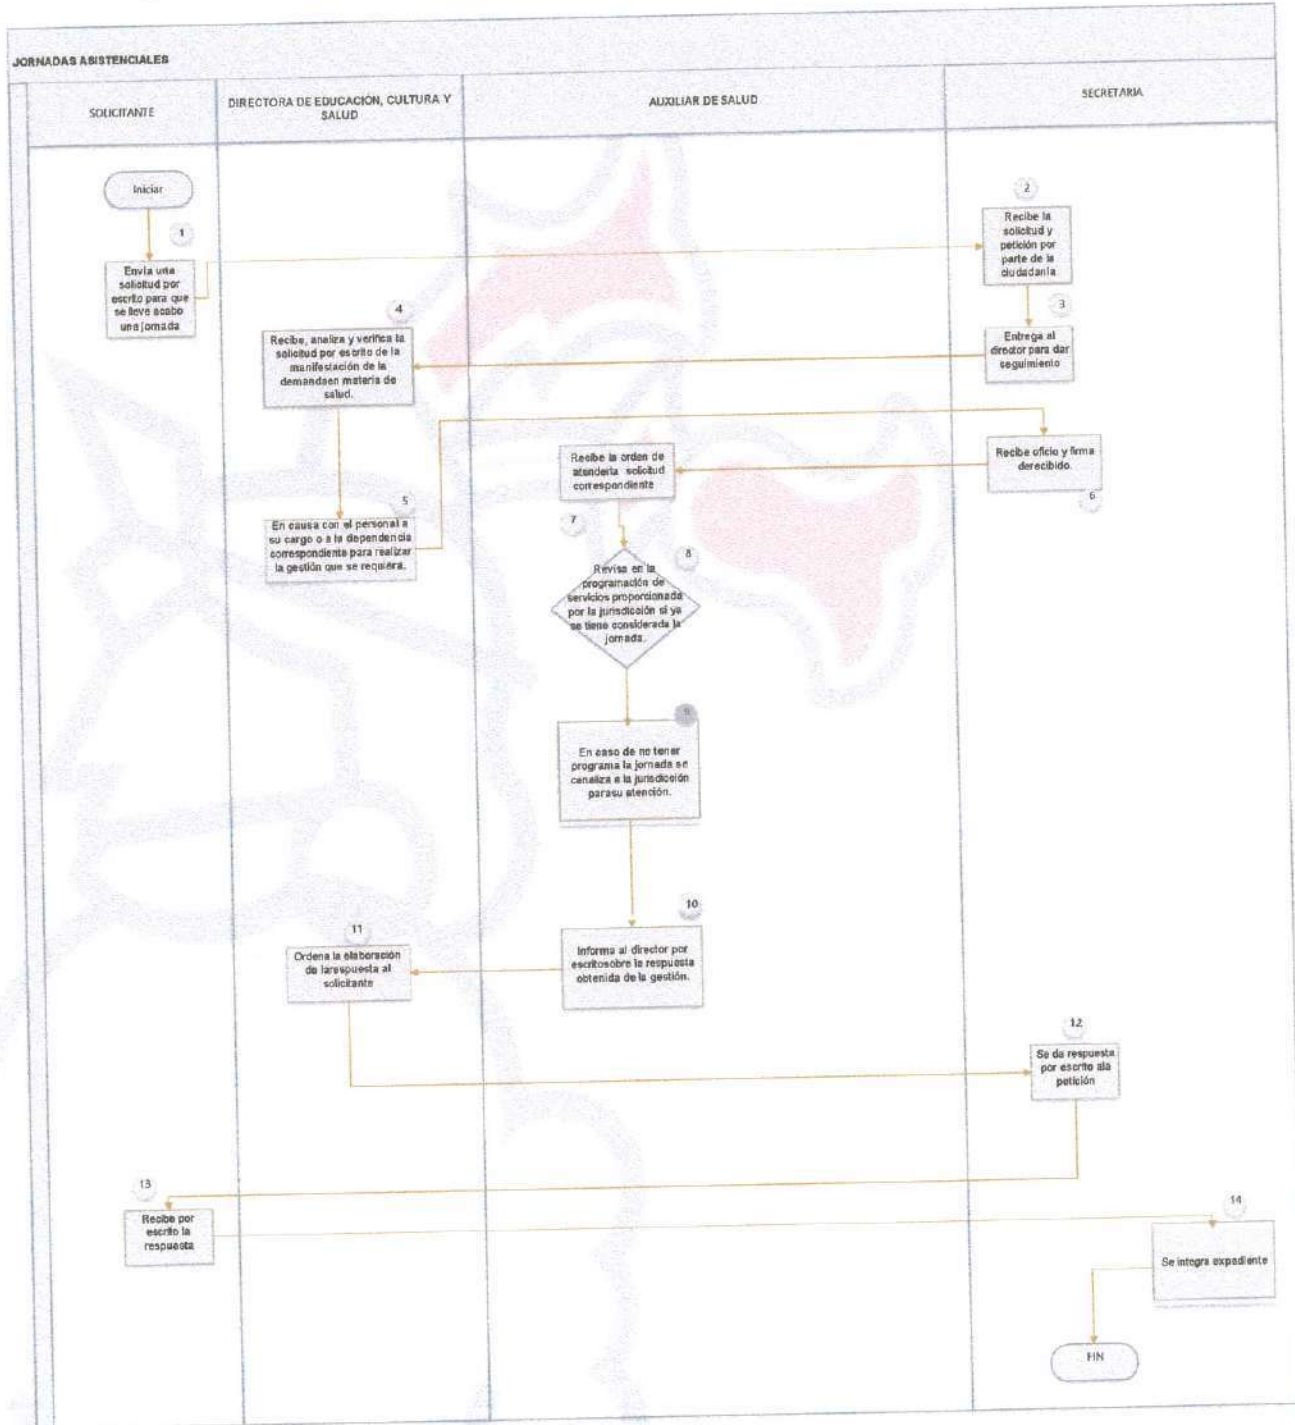 JORNADAS ASISTENCIALES
SOLICITANTE
DIRECTORA DE EDUCACIÓN, CULTURA Y
SALUD
AUXILIAR DE SALUD
SECRETARIA
Iniciar
1
Envía una
solicitud por
escrito para que
se lleve acabo
una jornada
2
Recibe la
solicitud y
petición por
parte de la
ciudadanía
3
Entrega al
director para dar
seguimiento
4
Recibe, analiza y verifica la
solicitud por escrito de la
manifestación de la
demandaen materia de
salud.
5
En causa con el personal a
su cargo o a la dependencia
correspondiente para realizar
la gestión que se requiera.
Recibe oficio y firma
derecibido.
6
Recibe la orden de
atenderla solicitud
correspondiente
7
8
Revisa en la
programación de
servicios proporcionada
por la jurisdicción si ya
se tiene considerada la
jornada.
9
En caso de no tener
programa la jornada se
canaliza a la jurisdicción
parasu atención.
10
Informa al director por
escritosobre la respuesta
obtenida de la gestión.
11
Ordena la elaboración
de larespuesta al
solicitante
12
Se da respuesta
por escrito ala
petición
13
Recibe por
escrito la
respuesta
14
Se integra expediente
FIN